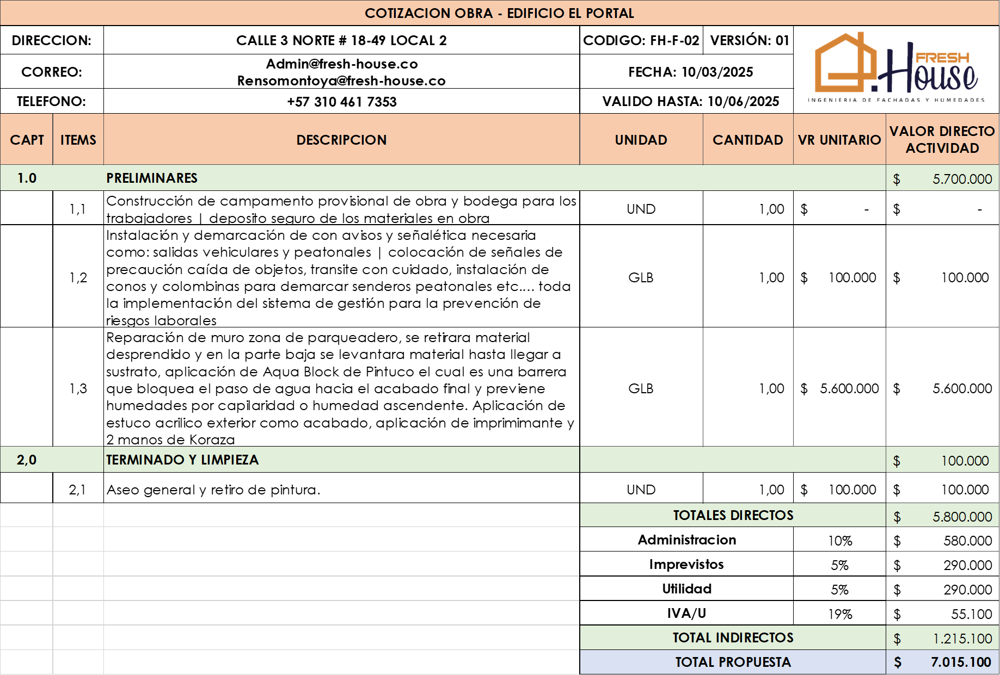 COTIZACION OBRA - EDIFICIO EL PORTAL
DIRECCION: CALLE 3 NORTE # 18-49 LOCAL 2 CODIGO: FH-F-02 VERSIÓN: 01
CORREO: Admin@fresh-house.co
Rensomontoya@fresh-house.co
FECHA: 10/03/2025
TELEFONO: +57 310 461 7353 VALIDO HASTA: 10/06/2025
FRESH
House
INGENIERIA DE FACHADAS Y HUMEDADES
CAPT ITEMS DESCRIPCION UNIDAD CANTIDAD VR UNITARIO VALOR DIRECTO
ACTIVIDAD
1.0 PRELIMINARES $ 5.700.000
1,1 Construcción de campamento provisional de obra y bodega para los
trabajadores | deposito seguro de los materiales en obra
UND 1,00 $ - $ -
1,2 Instalación y demarcación de con avisos y señalética necesaria
como: salidas vehiculares y peatonales | colocación de señales de
precaución caída de objetos, transite con cuidado, instalación de
conos y colombinas para demarcar senderos peatonales etc.... toda
la implementación del sistema de gestión para la prevención de
riesgos laborales
GLB 1,00 $ 100.000 $ 100.000
1,3 Reparación de muro zona de parqueadero, se retirara material
desprendido y en la parte baja se levantara material hasta llegar a
sustrato, aplicación de Aqua Block de Pintuco el cual es una barrera
que bloquea el paso de agua hacia el acabado final y previene
humedades por capilaridad o humedad ascendente. Aplicación de
estuco acrilico exterior como acabado, aplicación de imprimimante y
2 manos de Koraza
GLB 1,00 $ 5.600.000 $ 5.600.000
2,0 TERMINADO Y LIMPIEZA $ 100.000
2,1 Aseo general y retiro de pintura. UND 1,00 $ 100.000 $ 100.000
TOTALES DIRECTOS $ 5.800.000
Administracion 10% $ 580.000
Imprevistos 5% $ 290.000
Utilidad 5% $ 290.000
IVA/U 19% $ 55.100
TOTAL INDIRECTOS $ 1.215.100
TOTAL PROPUESTA $ 7.015.100